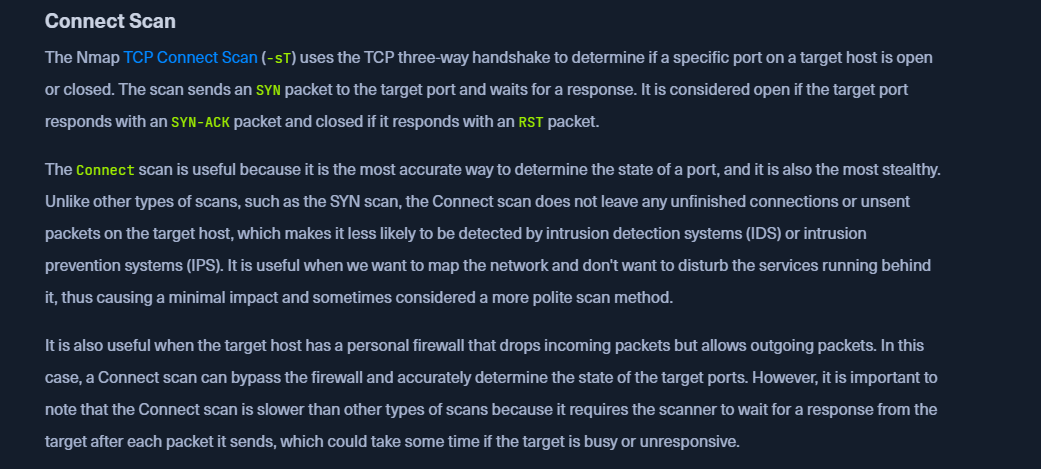 Connect Scan
The Nmap TCP Connect Scan (-sT) uses the TCP three-way handshake to determine if a specific port on a target host is open
or closed. The scan sends an SYN packet to the target port and waits for a response. It is considered open if the target port
responds with an SYN-ACK packet and closed if it responds with an RST packet.
The Connect scan is useful because it is the most accurate way to determine the state of a port, and it is also the most stealthy.
Unlike other types of scans, such as the SYN scan, the Connect scan does not leave any unfinished connections or unsent
packets on the target host, which makes it less likely to be detected by intrusion detection systems (IDS) or intrusion
prevention systems (IPS). It is useful when we want to map the network and don't want to disturb the services running behind
it, thus causing a minimal impact and sometimes considered a more polite scan method.
It is also useful when the target host has a personal firewall that drops incoming packets but allows outgoing packets. In this
case, a Connect scan can bypass the firewall and accurately determine the state of the target ports. However, it is important to
note that the Connect scan is slower than other types of scans because it requires the scanner to wait for a response from the
target after each packet it sends, which could take some time if the target is busy or unresponsive.